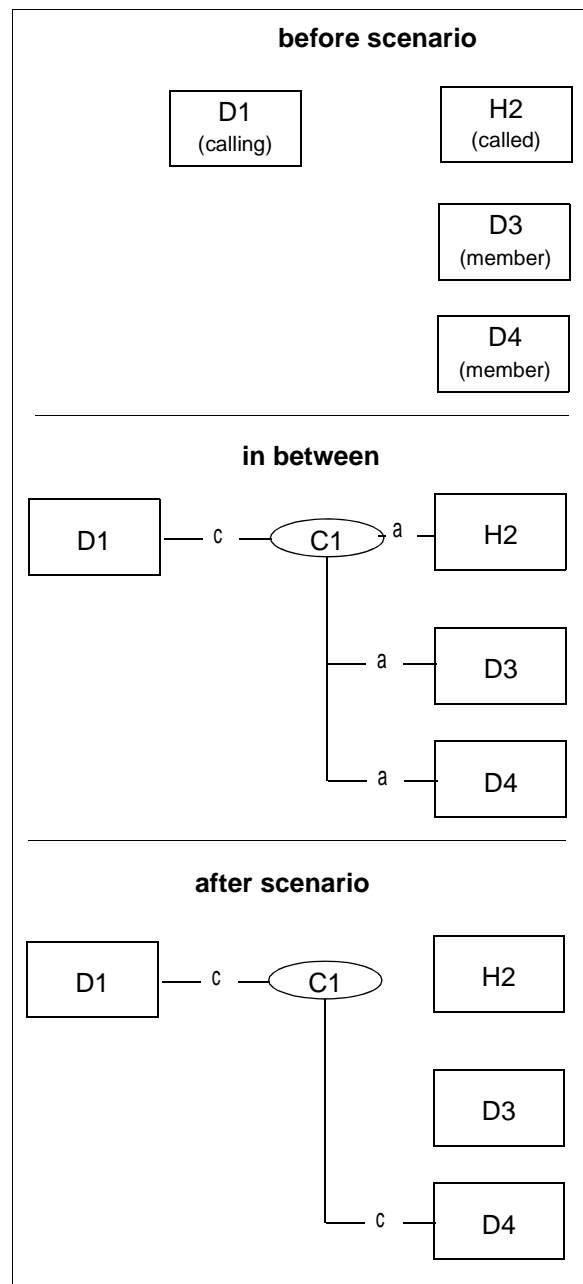 before scenario
D1
(calling)
H2
(called)
D3
(member)
D4
(member)
in between
D1
c
C1
a
H2
a
D3
a
D4
after scenario
D1
c
C1
H2
D3
c
D4